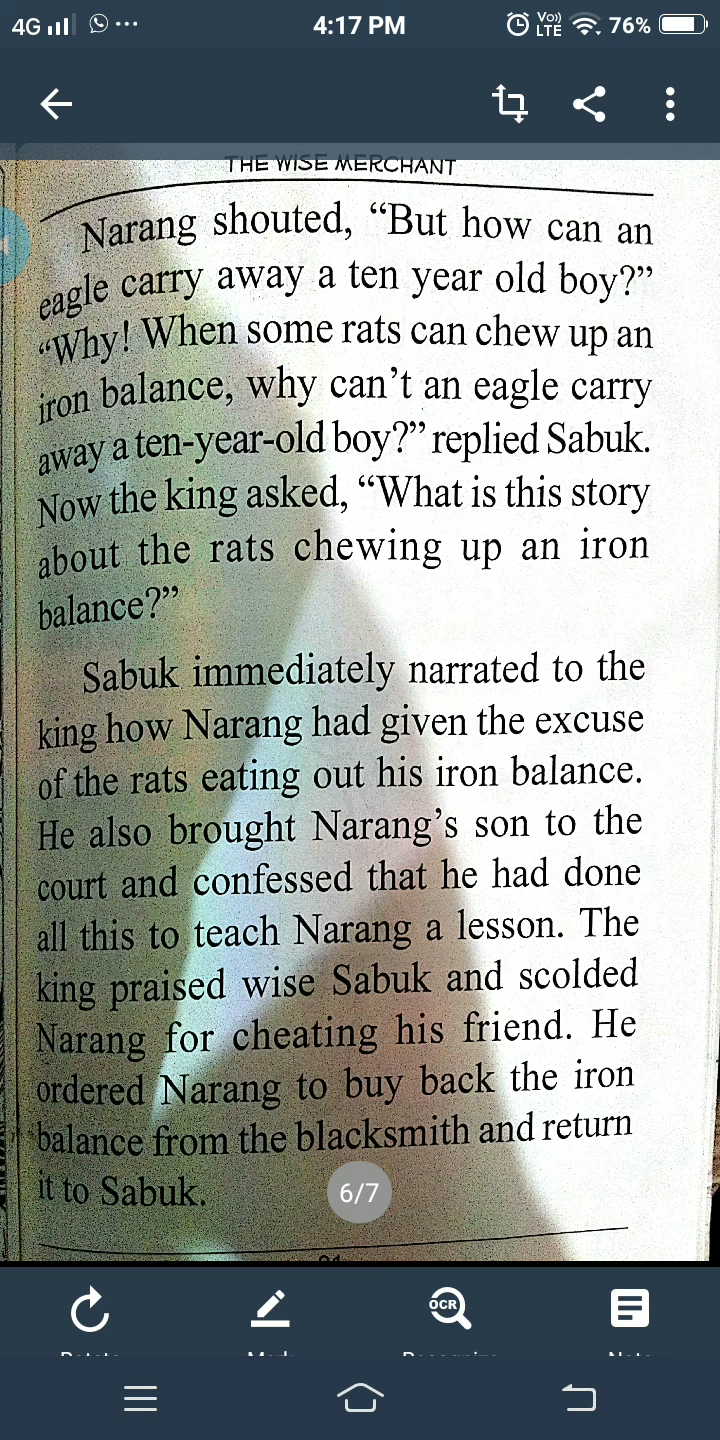 4G
4:17 PM
Vo))
LTE
76%
THE WISE MERCHANT
Narang shouted, “But how can an
eagle carry away a ten year old boy?”
“Why! When some rats can chew up an
iron balance, why can’t an eagle carry
away a ten-year-old boy?” replied Sabuk.
Now the king asked, “What is this story
about the rats chewing up an iron
balance?”
Sabuk immediately narrated to the
king how Narang had given the excuse
of the rats eating out his iron balance.
He also brought Narang’s son to the
court and confessed that he had done
all this to teach Narang a lesson. The
king praised wise Sabuk and scolded
Narang for cheating his friend. He
ordered Narang to buy back the iron
balance from the blacksmith and return
it to Sabuk.
6/7
OCR